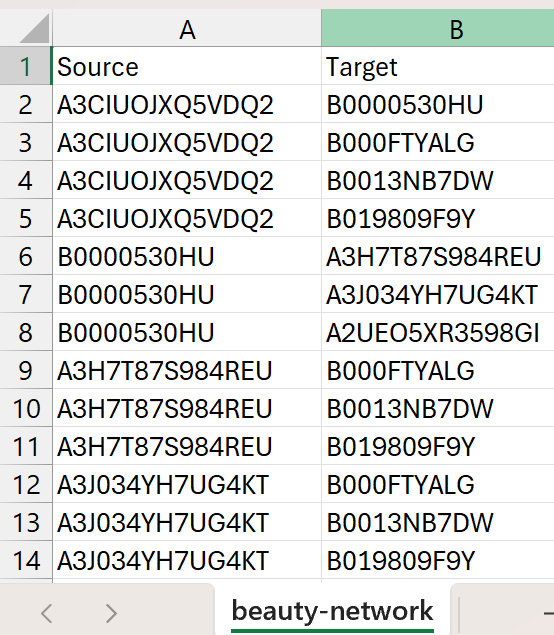 A B
1 Source Target
2 A3CIUOJXQ5VDQ2 B0000530HU
3 A3CIUOJXQ5VDQ2 B000FTYALG
4 A3CIUOJXQ5VDQ2 B0013NB7DW
5 A3CIUOJXQ5VDQ2 B019809F9Y
6 B0000530HU A3H7T87S984REU
7 B0000530HU A3J034YH7UG4KT
8 B0000530HU A2UEO5XR3598GI
9 A3H7T87S984REU B000FTYALG
10 A3H7T87S984REU B0013NB7DW
11 A3H7T87S984REU B019809F9Y
12 A3J034YH7UG4KT B000FTYALG
13 A3J034YH7UG4KT B0013NB7DW
14 A3J034YH7UG4KT B019809F9Y
beauty-network